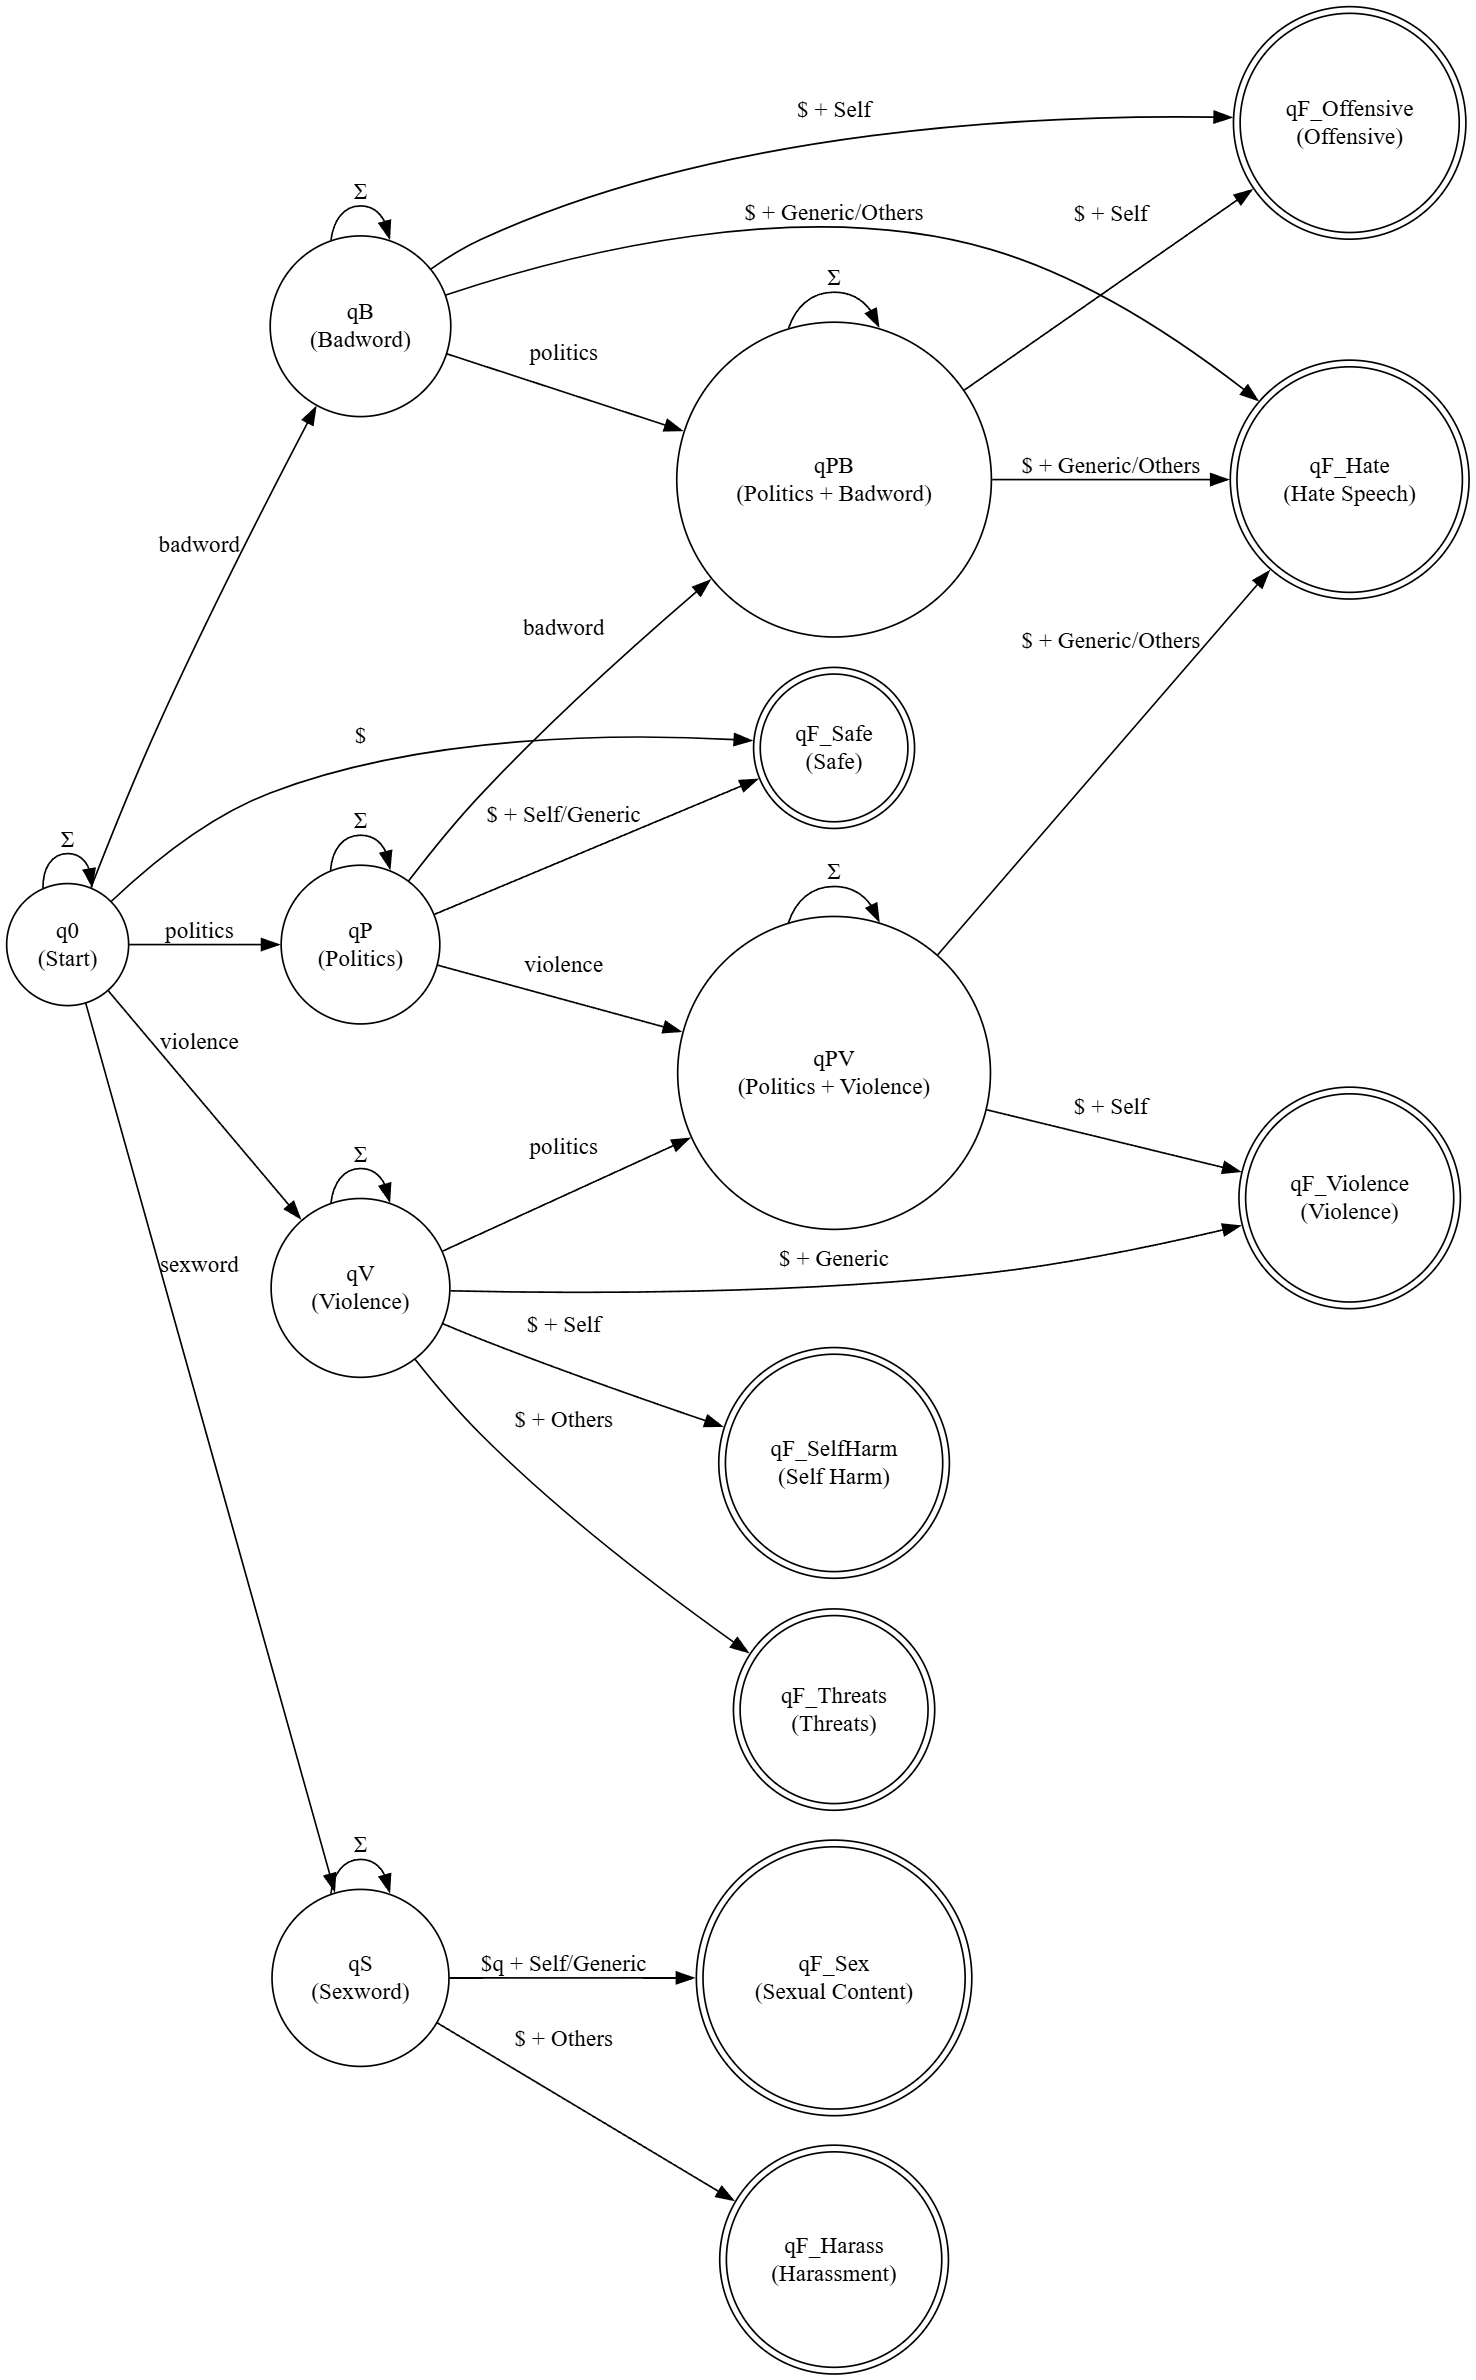 $ + Self
qF_Offensive
(Offensive)
Σ
$ + Generic/Others
$ + Self
qB
(Badword)
Σ
politics
qPB
(Politics + Badword)
$ + Generic/Others
qF_Hate
(Hate Speech)
badword
badword
$ + Generic/Others
$
qF_Safe
(Safe)
Σ
Σ
$ + Self/Generic
Σ
q0
(Start)
politics
qP
(Politics)
violence
violence
qPV
(Politics + Violence)
$ + Self
Σ
politics
qF_Violence
(Violence)
sexword
qV
(Violence)
$ + Generic
$ + Self
$ + Others
qF_SelfHarm
(Self Harm)
qF_Threats
(Threats)
Σ
qS
(Sexword)
$q + Self/Generic
qF_Sex
(Sexual Content)
$ + Others
qF_Harass
(Harassment)